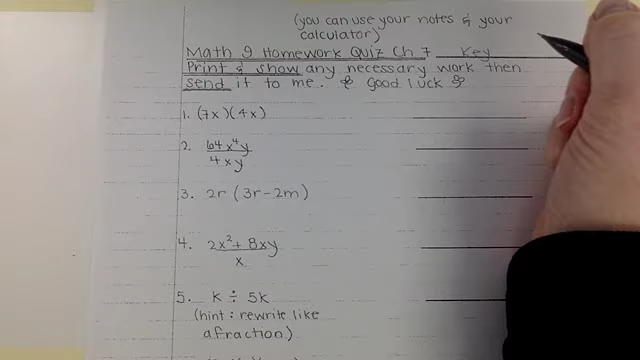 (you can use your notes & your
calculator)
Math 9 Homework Quiz Ch 7 Key
Print & show any necessary work then
send it to me. Good luck
1. (7x)(4x)
2. 64x⁴y
4xy
3. 2r (3r - 2m)
4. 2x² + 8xy
x
5. k ÷ 5k
(hint: rewrite like
a fraction)